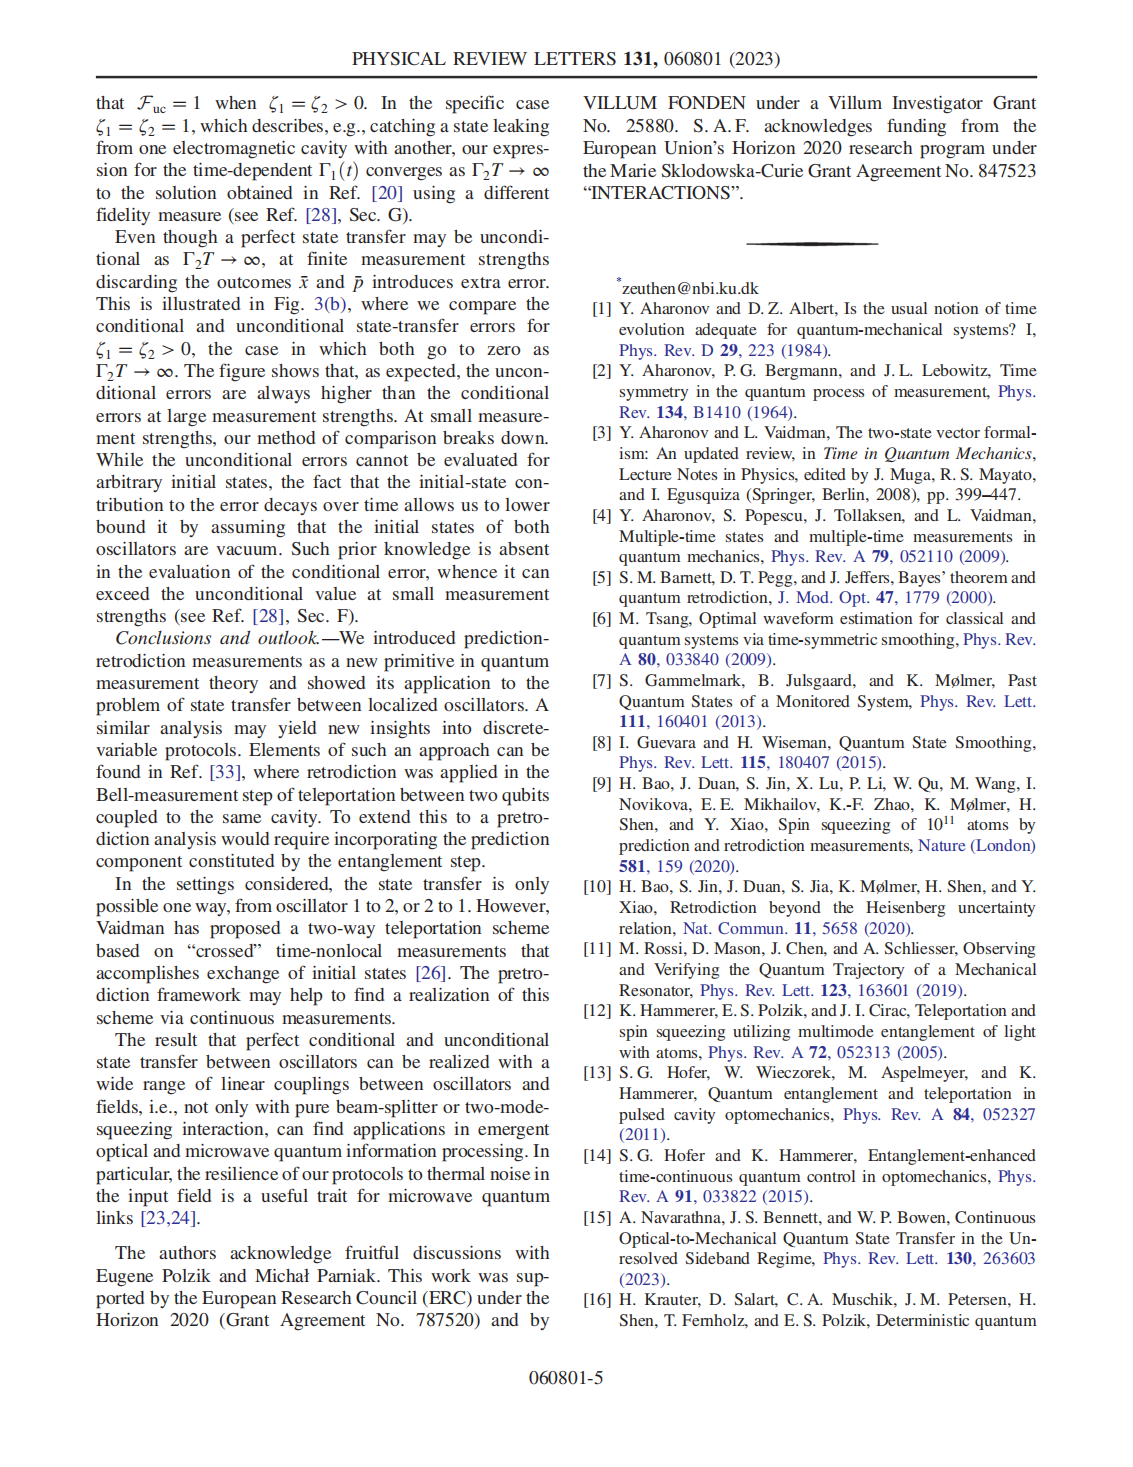 PHYSICAL REVIEW LETTERS 131, 060801 (2023)
that ℱuc = 1 when ζ1 = ζ2 > 0. In the specific case
ζ1 = ζ2 = 1, which describes, e.g., catching a state leaking
from one electromagnetic cavity with another, our expres-
sion for the time-dependent Γ1(t) converges as Γ2T → ∞
to the solution obtained in Ref. [20] using a different
fidelity measure (see Ref. [28], Sec. G).
Even though a perfect state transfer may be uncondi-
tional as Γ2T → ∞, at finite measurement strengths
discarding the outcomes x̄ and p̄ introduces extra error.
This is illustrated in Fig. 3(b), where we compare the
conditional and unconditional state-transfer errors for
ζ1 = ζ2 > 0, the case in which both go to zero as
Γ2T → ∞. The figure shows that, as expected, the uncon-
ditional errors are always higher than the conditional
errors at large measurement strengths. At small measure-
ment strengths, our method of comparison breaks down.
While the unconditional errors cannot be evaluated for
arbitrary initial states, the fact that the initial-state con-
tribution to the error decays over time allows us to lower
bound it by assuming that the initial states of both
oscillators are vacuum. Such prior knowledge is absent
in the evaluation of the conditional error, whence it can
exceed the unconditional value at small measurement
strengths (see Ref. [28], Sec. F).
Conclusions and outlook.—We introduced prediction-
retrodiction measurements as a new primitive in quantum
measurement theory and showed its application to the
problem of state transfer between localized oscillators. A
similar analysis may yield new insights into discrete-
variable protocols. Elements of such an approach can be
found in Ref. [33], where retrodiction was applied in the
Bell-measurement step of teleportation between two qubits
coupled to the same cavity. To extend this to a pretro-
diction analysis would require incorporating the prediction
component constituted by the entanglement step.
In the settings considered, the state transfer is only
possible one way, from oscillator 1 to 2, or 2 to 1. However,
Vaidman has proposed a two-way teleportation scheme
based on “crossed” time-nonlocal measurements that
accomplishes exchange of initial states [26]. The pretro-
diction framework may help to find a realization of this
scheme via continuous measurements.
The result that perfect conditional and unconditional
state transfer between oscillators can be realized with a
wide range of linear couplings between oscillators and
fields, i.e., not only with pure beam-splitter or two-mode-
squeezing interaction, can find applications in emergent
optical and microwave quantum information processing. In
particular, the resilience of our protocols to thermal noise in
the input field is a useful trait for microwave quantum
links [23,24].
The authors acknowledge fruitful discussions with
Eugene Polzik and Michał Parniak. This work was sup-
ported by the European Research Council (ERC) under the
Horizon 2020 (Grant Agreement No. 787520) and by
VILLUM FONDEN under a Villum Investigator Grant
No. 25880. S. A. F. acknowledges funding from the
European Union’s Horizon 2020 research program under
the Marie Sklodowska-Curie Grant Agreement No. 847523
“INTERACTIONS”.
*zeuthen@nbi.ku.dk
[1] Y. Aharonov and D. Z. Albert, Is the usual notion of time
evolution adequate for quantum-mechanical systems? I,
Phys. Rev. D 29, 223 (1984).
[2] Y. Aharonov, P. G. Bergmann, and J. L. Lebowitz, Time
symmetry in the quantum process of measurement, Phys.
Rev. 134, B1410 (1964).
[3] Y. Aharonov and L. Vaidman, The two-state vector formal-
ism: An updated review, in Time in Quantum Mechanics,
Lecture Notes in Physics, edited by J. Muga, R. S. Mayato,
and I. Egusquiza (Springer, Berlin, 2008), pp. 399–447.
[4] Y. Aharonov, S. Popescu, J. Tollaksen, and L. Vaidman,
Multiple-time states and multiple-time measurements in
quantum mechanics, Phys. Rev. A 79, 052110 (2009).
[5] S. M. Barnett, D. T. Pegg, and J. Jeffers, Bayes’ theorem and
quantum retrodiction, J. Mod. Opt. 47, 1779 (2000).
[6] M. Tsang, Optimal waveform estimation for classical and
quantum systems via time-symmetric smoothing, Phys. Rev.
A 80, 033840 (2009).
[7] S. Gammelmark, B. Julsgaard, and K. Mølmer, Past
Quantum States of a Monitored System, Phys. Rev. Lett.
111, 160401 (2013).
[8] I. Guevara and H. Wiseman, Quantum State Smoothing,
Phys. Rev. Lett. 115, 180407 (2015).
[9] H. Bao, J. Duan, S. Jin, X. Lu, P. Li, W. Qu, M. Wang, I.
Novikova, E. E. Mikhailov, K.-F. Zhao, K. Mølmer, H.
Shen, and Y. Xiao, Spin squeezing of 10¹¹ atoms by
prediction and retrodiction measurements, Nature (London)
581, 159 (2020).
[10] H. Bao, S. Jin, J. Duan, S. Jia, K. Mølmer, H. Shen, and Y.
Xiao, Retrodiction beyond the Heisenberg uncertainty
relation, Nat. Commun. 11, 5658 (2020).
[11] M. Rossi, D. Mason, J. Chen, and A. Schliesser, Observing
and Verifying the Quantum Trajectory of a Mechanical
Resonator, Phys. Rev. Lett. 123, 163601 (2019).
[12] K. Hammerer, E. S. Polzik, and J. I. Cirac, Teleportation and
spin squeezing utilizing multimode entanglement of light
with atoms, Phys. Rev. A 72, 052313 (2005).
[13] S. G. Hofer, W. Wieczorek, M. Aspelmeyer, and K.
Hammerer, Quantum entanglement and teleportation in
pulsed cavity optomechanics, Phys. Rev. A 84, 052327
(2011).
[14] S. G. Hofer and K. Hammerer, Entanglement-enhanced
time-continuous quantum control in optomechanics, Phys.
Rev. A 91, 033822 (2015).
[15] A. Navarathna, J. S. Bennett, and W. P. Bowen, Continuous
Optical-to-Mechanical Quantum State Transfer in the Un-
resolved Sideband Regime, Phys. Rev. Lett. 130, 263603
(2023).
[16] H. Krauter, D. Salart, C. A. Muschik, J. M. Petersen, H.
Shen, T. Fernholz, and E. S. Polzik, Deterministic quantum
060801-5